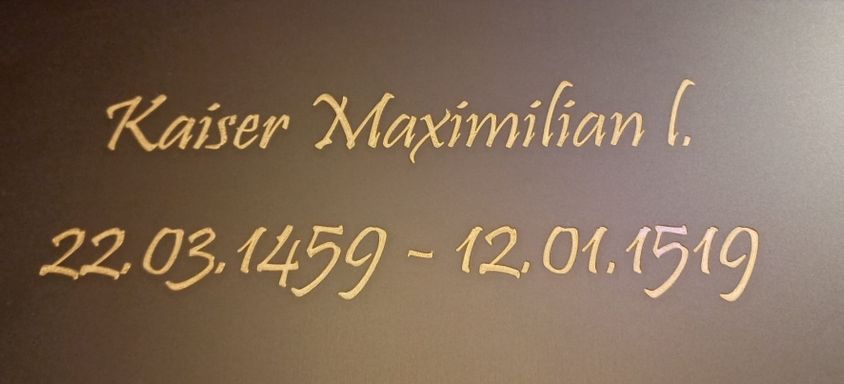 Kaiser Maximilian l.
22.03.1459 - 12.01.1519